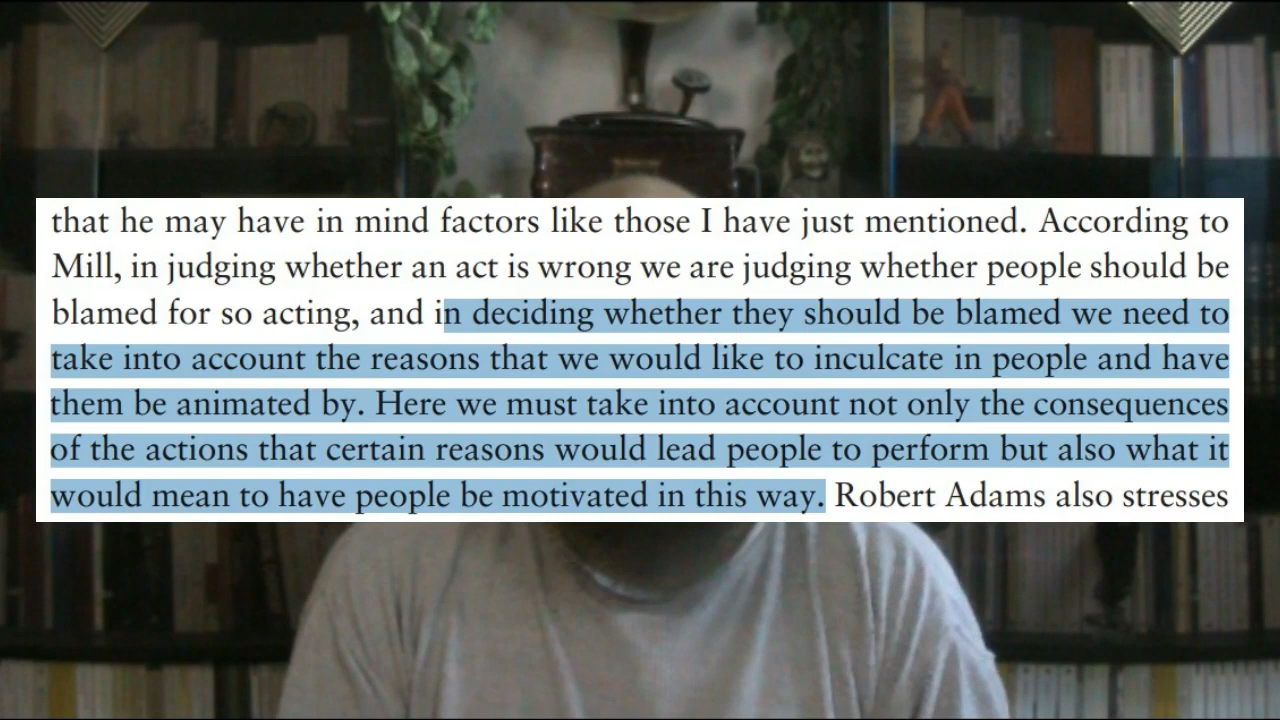 that he may have in mind factors like those I have just mentioned. According to
Mill, in judging whether an act is wrong we are judging whether people should be
blamed for so acting, and in deciding whether they should be blamed we need to
take into account the reasons that we would like to inculcate in people and have
them be animated by. Here we must take into account not only the consequences
of the actions that certain reasons would lead people to perform but also what it
would mean to have people be motivated in this way. Robert Adams also stresses